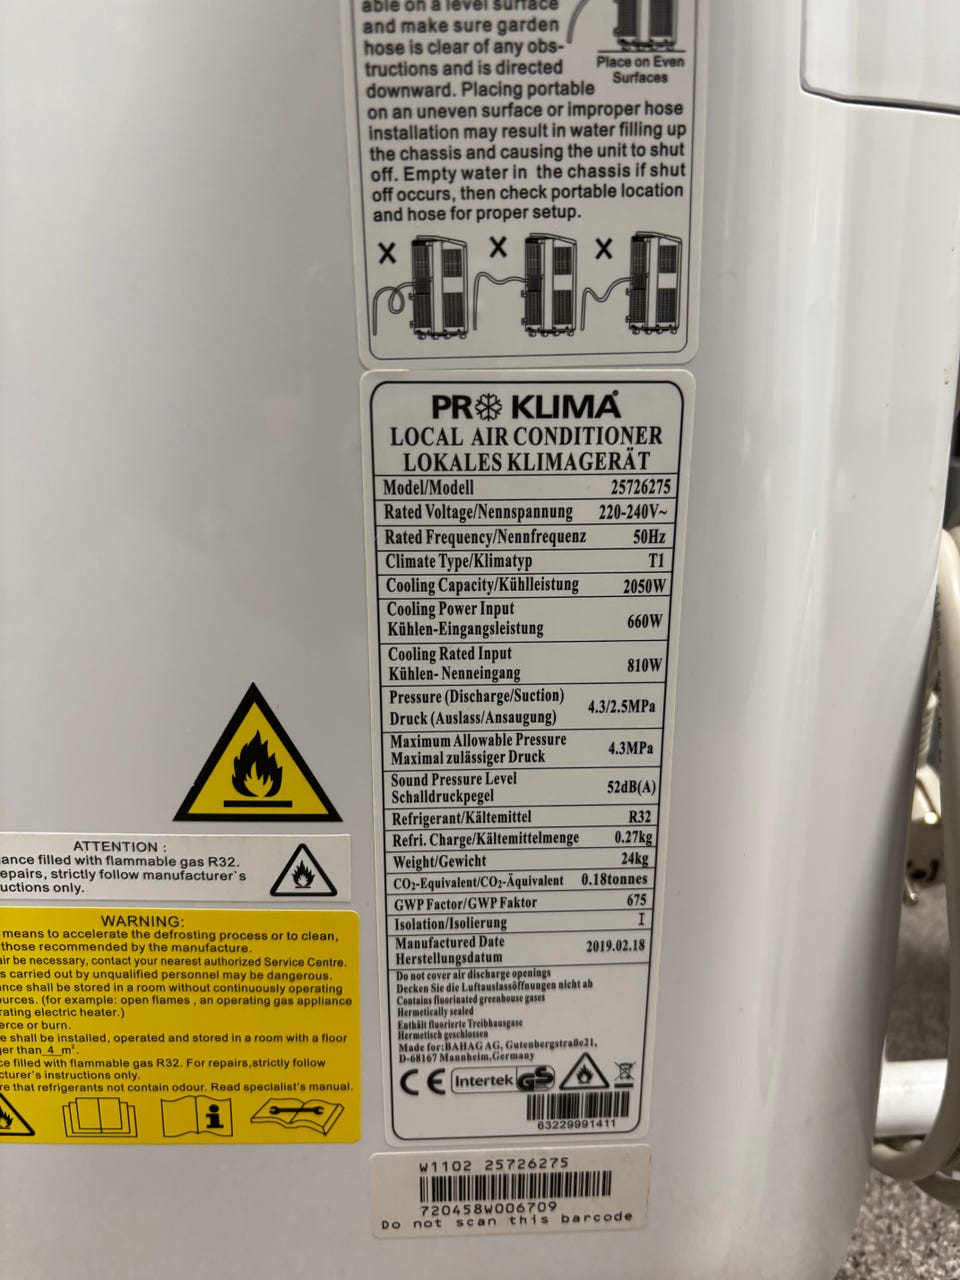 able on a level surface
and make sure garden
hose is clear of any obs-
tructions and is directed
downward. Placing portable
on an uneven surface or improper hose
installation may result in water filling up
the chassis and causing the unit to shut
off. Empty water in the chassis if shut
off occurs, then check portable location
and hose for proper setup.
Place on Even
Surfaces
X X X
PRO KLIMA
LOCAL AIR CONDITIONER
LOKALES KLIMAGERÄT
Model/Modell 25726275
Rated Voltage/Nennspannung 220-240V~
Rated Frequency/Nennfrequenz 50Hz
Climate Type/Klimatyp T1
Cooling Capacity/Kühlleistung 2050W
Cooling Power Input
Kühlen-Eingangsleistung 660W
Cooling Rated Input
Kühlen- Nenneingang 810W
Pressure (Discharge/Suction)
Druck (Auslass/Ansaugung) 4.3/2.5MPa
Maximum Allowable Pressure
Maximal zulässiger Druck 4.3MPa
Sound Pressure Level
Schalldruckpegel 52dB(A)
Refrigerant/Kältemittel R32
Refri. Charge/Kältemittelmenge 0.27kg
Weight/Gewicht 24kg
CO₂-Equivalent/CO₂-Äquivalent 0.18tonnes
GWP Factor/GWP Faktor 675
Isolation/Isolierung I
Manufactured Date
Herstellungsdatum 2019.02.18
Do not cover air discharge openings
Decken Sie die Luftauslassöffnungen nicht ab
Contains fluorinated greenhouse gases
Hermetically sealed
Enthält fluorierte Treibhausgase
Hermetisch geschlossen
Made for:BAHAG AG, Gutenbergstraße21,
D-68167 Mannheim,Germany
CE Intertek GS
63229991411
W1102 25726275
720458W006709
Do not scan this barcode
ATTENTION :
ance filled with flammable gas R32.
epairs, strictly follow manufacturer`s
uctions only.
WARNING:
means to accelerate the defrosting process or to clean,
those recommended by the manufacture.
air be necessary, contact your nearest authorized Service Centre.
s carried out by unqualified personnel may be dangerous.
nce shall be stored in a room without continuously operating
urces. (for example: open flames , an operating gas appliance
rating electric heater.)
erce or burn.
e shall be installed, operated and stored in a room with a floor
ger than 4 m².
ce filled with flammable gas R32. For repairs,strictly follow
cturer's instructions only.
re that refrigerants not contain odour. Read specialist's manual.